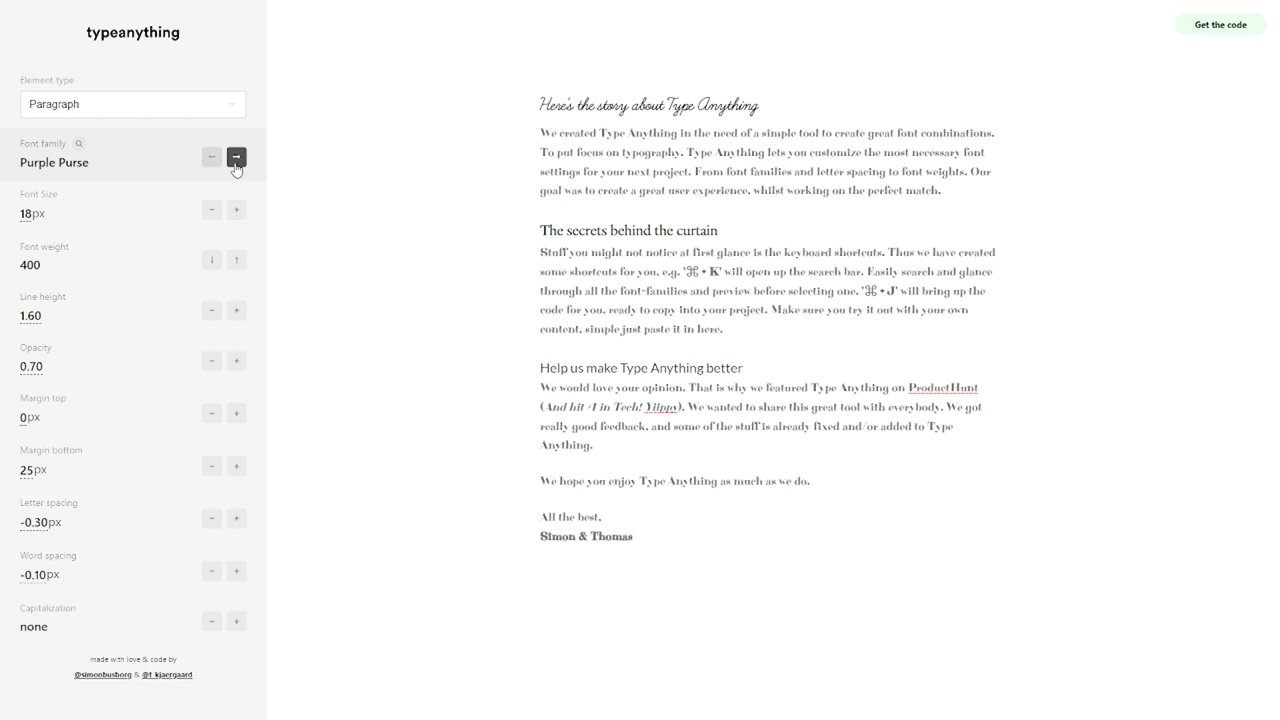 typeanything
Get the code
Element type
Paragraph
Font family
Purple Purse
Font Size
18px
Font weight
400
Line height
1.60
Opacity
0.70
Margin top
0px
Margin bottom
25px
Letter spacing
-0.30px
Word spacing
-0.10px
Capitalization
none
made with love & code by
@simonbusborg & @t_kjaergaard
Here's the story about Type Anything
We created Type Anything in the need of a simple tool to create great font combinations.
To put focus on typography. Type Anything lets you customize the most necessary font
settings for your next project. From font families and letter spacing to font weights. Our
goal was to create a great user experience, whilst working on the perfect match.
The secrets behind the curtain
Stuff you might not notice at first glance is the keyboard shortcuts. Thus we have created
some shortcuts for you, e.g. '⌘ + K' will open up the search bar. Easily search and glance
through all the font-families and preview before selecting one. '⌘ + J' will bring up the
code for you, ready to copy into your project. Make sure you try it out with your own
content, simple just paste it in here.
Help us make Type Anything better
We would love your opinion. That is why we featured Type Anything on ProductHunt
(And hit #1 in Tech! Yiippy). We wanted to share this great tool with everybody. We got
really good feedback, and some of the stuff is already fixed and/or added to Type
Anything.
We hope you enjoy Type Anything as much as we do.
All the best,
Simon & Thomas